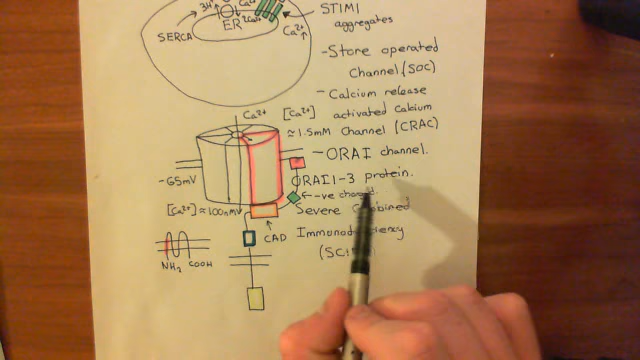 3H+
Ca2+
2Ca2+
ER
SERCA
STIM1
aggregates
Ca2+
-Store operated
Channel (SOC)
-Calcium release
activated Calcium
Channel (CRAC)
Ca2+
[Ca2+]
≈1.5mM
-ORAI channel.
ORAI1-3 protein.
-65mV
←-ve charged.
[Ca2+]≈100nM
Severe Combined
CAD
NH2 COOH